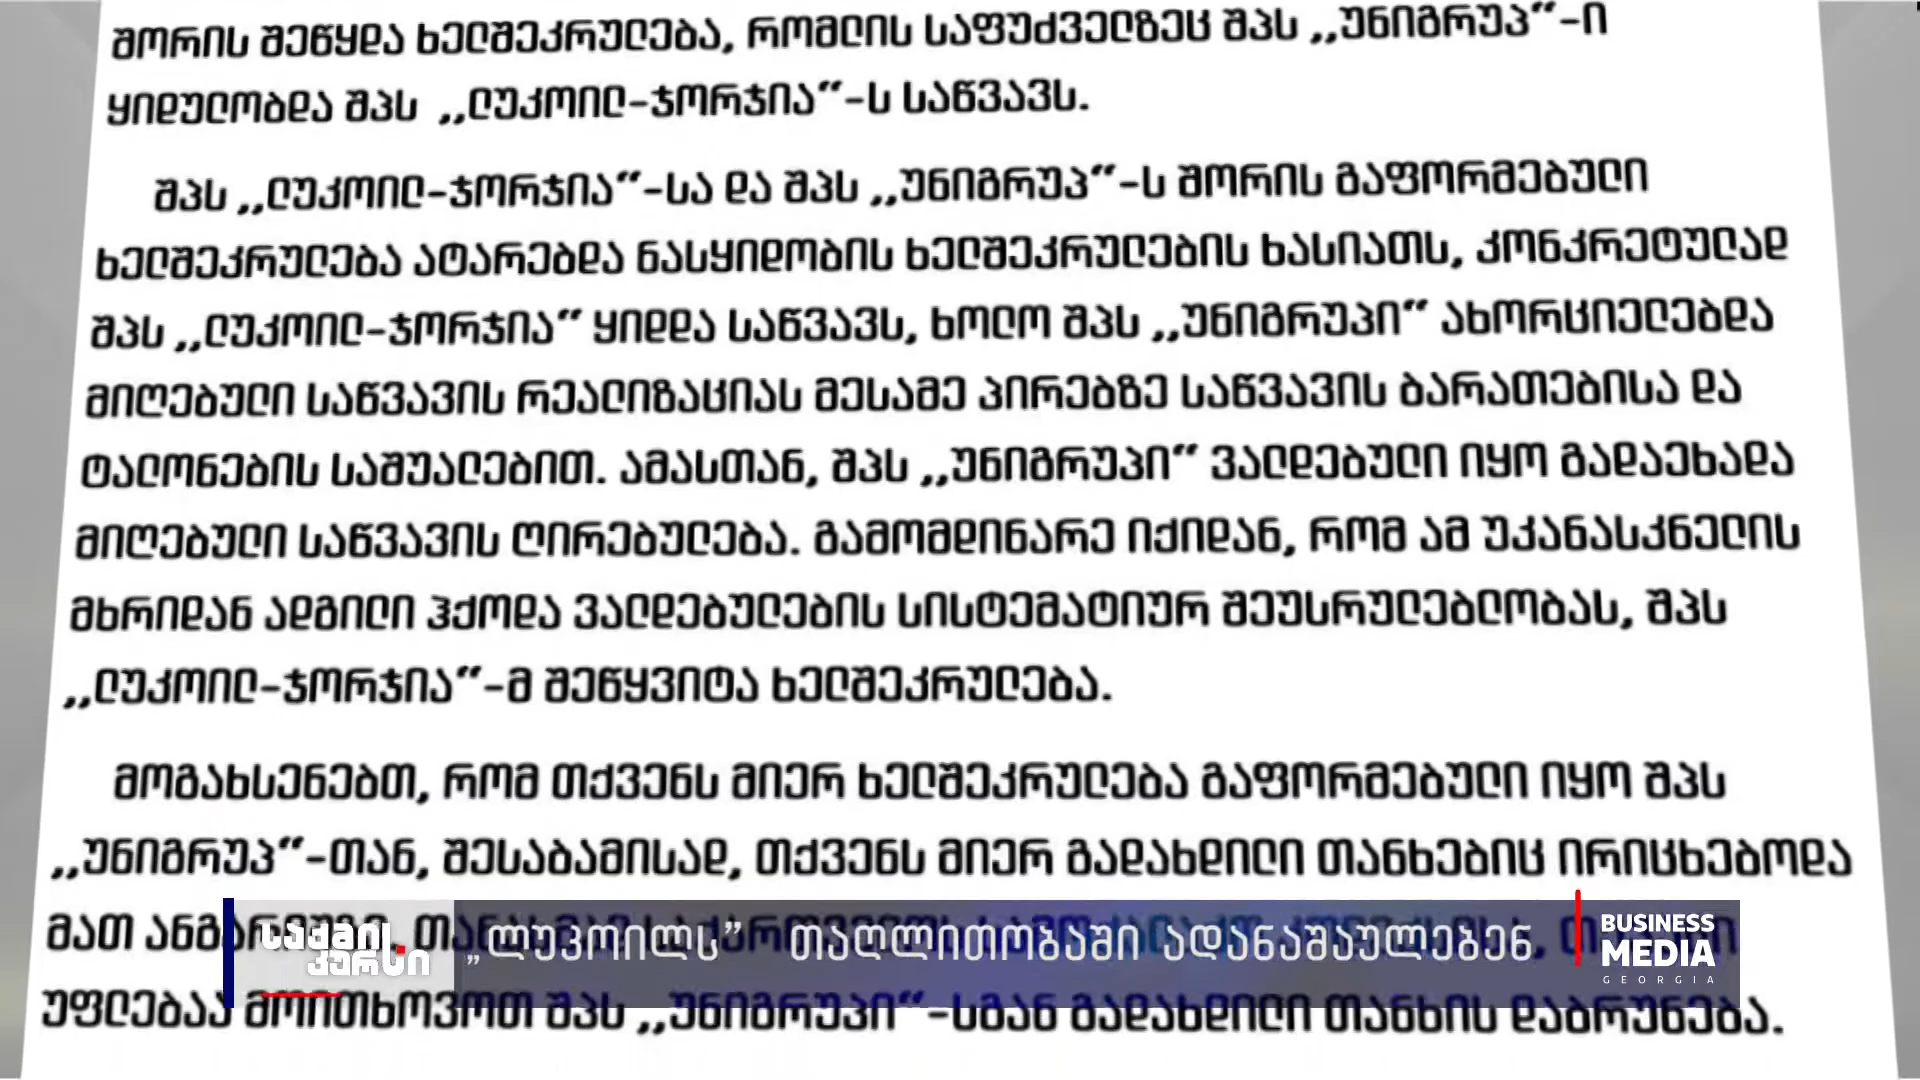 შორის შეწყდა ხელშეკრულება, რომლის საფუძველზეც შპს ,,უნიგრუპ“-ი
ყიდულობდა შპს ,,ლუკოილ-ჯორჯია“-ს საწვავს.
შპს ,,ლუკოილ-ჯორჯია“-სა და შპს ,,უნიგრუპ“-ს შორის გაფორმებული
ხელშეკრულება ატარებდა ნასყიდობის ხელშეკრულების ხასიათს, კონკრეტულად
შპს ,,ლუკოილ-ჯორჯია“ ყიდდა საწვავს, ხოლო შპს ,,უნიგრუპი“ ახორციელებდა
მიღებული საწვავის რეალიზაციას მესამე პირებზე საწვავის ბარათებისა და
ტალონების საშუალებით. ამასთან, შპს ,,უნიგრუპი“ ვალდებული იყო გადაეხადა
მიღებული საწვავის ღირებულება. გამომდინარე იქიდან, რომ ამ უკანასკნელის
მხრიდან ადგილი ჰქოდა ვალდებულების სისტემატიურ შეუსრულებლობას, შპს
,,ლუკოილ-ჯორჯია“-მ შეწყვიტა ხელშეკრულება.
მოგახსენებთ, რომ თქვენს მიერ ხელშეკრულება გაფორმებული იყო შპს
,,უნიგრუპ“-თან, შესაბამისად, თქვენს მიერ გადახდილი თანხებიც ირიცხებოდა
მათ ანგარიშზე.
საქმის კურსი
„ლუკოილს” თაღლითობაში ადანაშაულებენ
BUSINESS
MEDIA
GEORGIA
უფლებაა მოითხოვოთ შპს ,,უნიგრუპი“-სგან გადახდილი თანხის დაბრუნება.